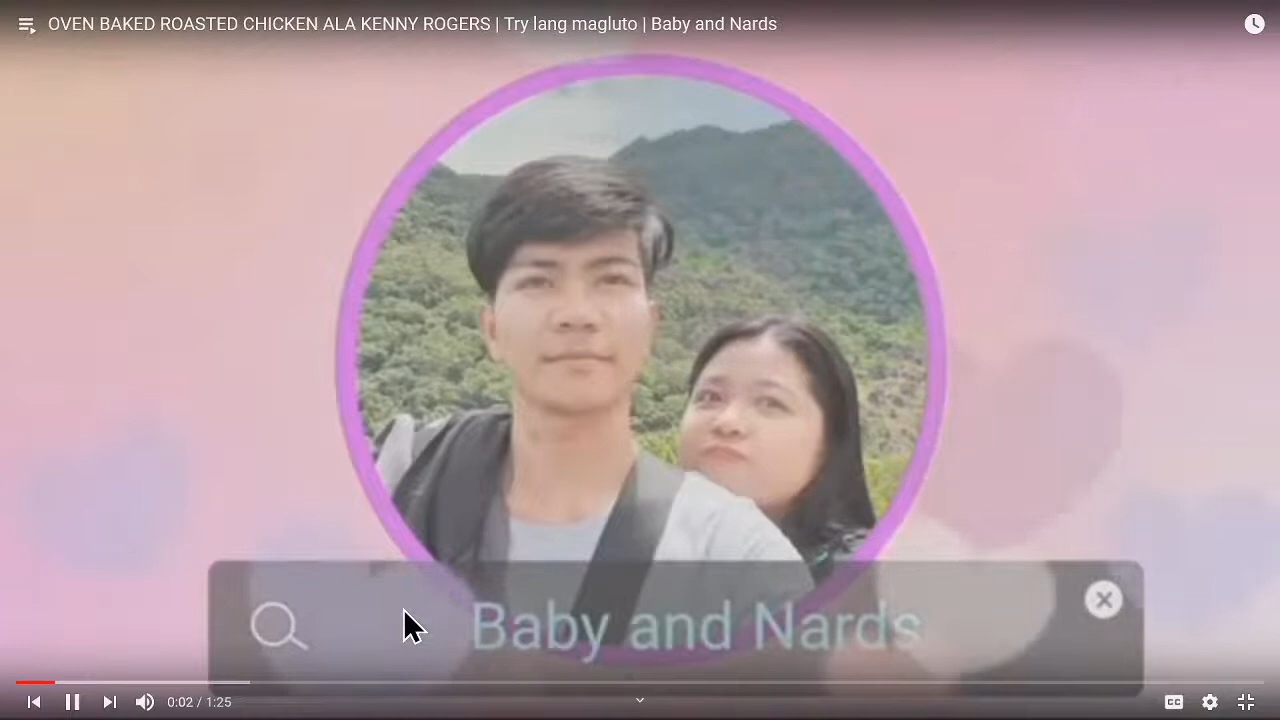 OVEN BAKED ROASTED CHICKEN ALA KENNY ROGERS | Try lang magluto | Baby and Nards
Baby and Nards
0:02 / 1:25
CC